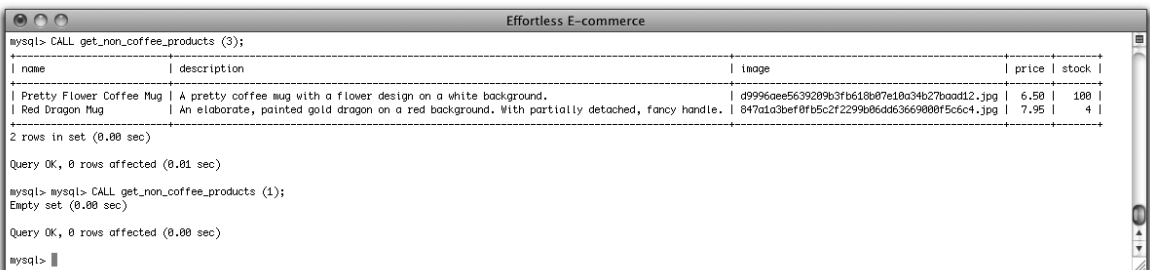 Effortless E-commerce
mysql> CALL get_non_coffee_products (3);
+-------------------------+-----------------------------------------------------------------------------------------------+----------------------------------------------+-------+-------+
| name | description | image | price | stock |
+-------------------------+-----------------------------------------------------------------------------------------------+----------------------------------------------+-------+-------+
| Pretty Flower Coffee Mug | A pretty coffee mug with a flower design on a white background. | d9996aee5639209b3fb618b07e10a34b27baad12.jpg | 6.50 | 100 |
| Red Dragon Mug | An elaborate, painted gold dragon on a red background. With partially detached, fancy handle. | 847a1a3bef0fb5c2f2299b06dd63669000f5c6c4.jpg | 7.95 | 4 |
+-------------------------+-----------------------------------------------------------------------------------------------+----------------------------------------------+-------+-------+
2 rows in set (0.00 sec)
Query OK, 0 rows affected (0.01 sec)
mysql> mysql> CALL get_non_coffee_products (1);
Empty set (0.00 sec)
Query OK, 0 rows affected (0.00 sec)
mysql>